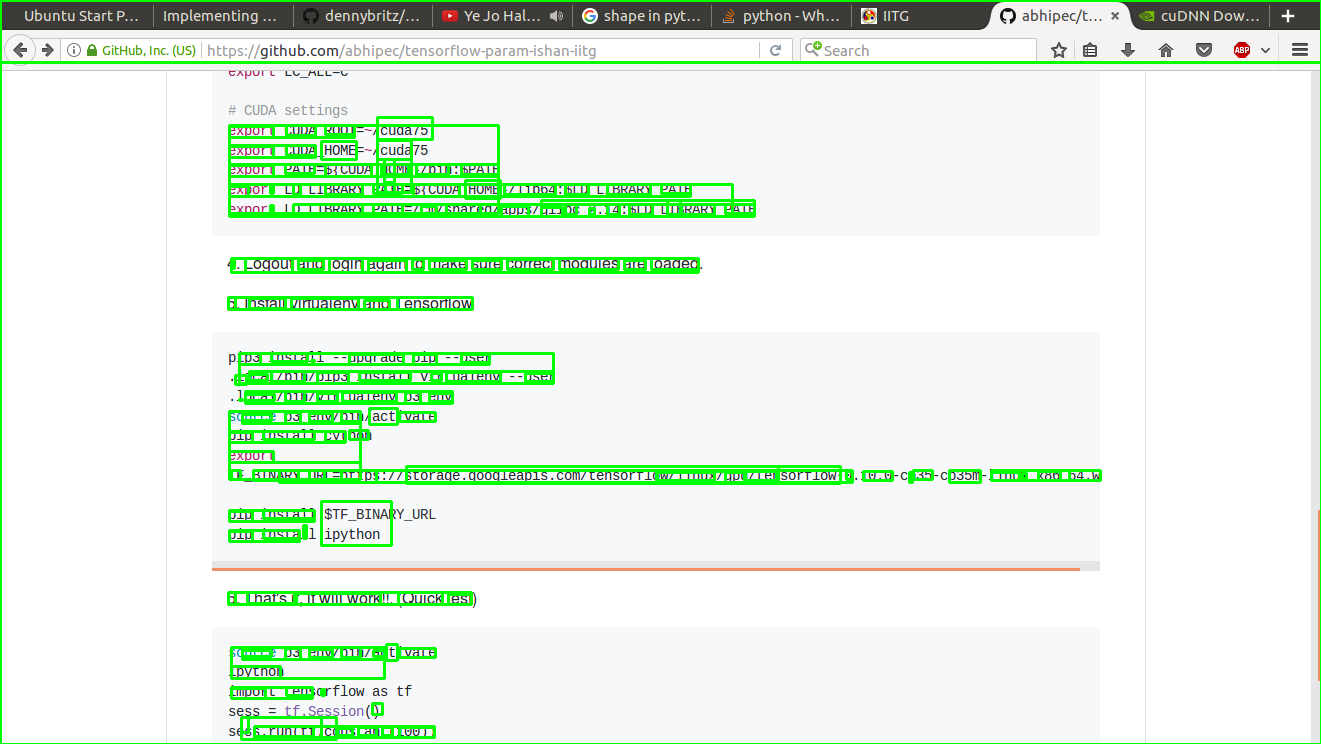 Ubuntu Start P... Implementing ... dennybritz/... Ye Jo Hal... shape in pyt... python - Wh... IITG abhipec/t... cuDNN Dow...
GitHub, Inc. (US) https://github.com/abhipec/tensorflow-param-ishan-iitg Search
export LC_ALL=C
# CUDA settings
export CUDA_ROOT=~/cuda75
export CUDA_HOME=~/cuda75
export PATH=${CUDA_HOME}/bin:$PATH
export LD_LIBRARY_PATH=${CUDA_HOME}/lib64:$LD_LIBRARY_PATH
export LD_LIBRARY_PATH=/cm/shared/apps/glibc_2.14:$LD_LIBRARY_PATH
4. Logout and login again to make sure correct modules are loaded.
5. Install virtualenv and Tensorflow
pip3 install --upgrade pip --user
.local/bin/pip3 install virtualenv --user
.local/bin/virtualenv p3_env
source p3_env/bin/activate
pip install cython
export
TF_BINARY_URL=https://storage.googleapis.com/tensorflow/linux/gpu/tensorflow-0.10.0-cp35-cp35m-linux_x86_64.w
pip install $TF_BINARY_URL
pip install ipython
6. That's it, it will work!!. (Quick test)
source p3_env/bin/activate
ipython
import tensorflow as tf
sess = tf.Session()
sess.run(tf.constant(100))